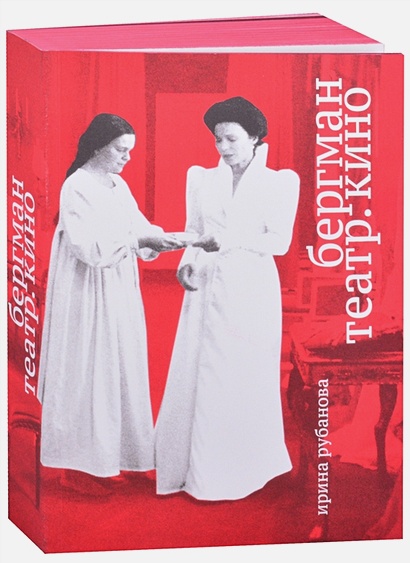 бергман
театр. кино
бергман
театр. кино
ирина рубанова